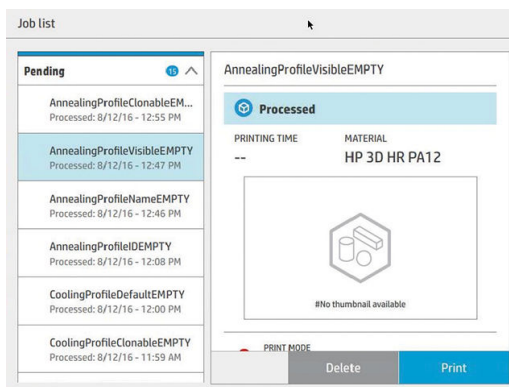 Job list
Pending 15
AnnealingProfileClonableEM...
Processed: 8/12/16 - 12:55 PM
AnnealingProfileVisibleEMPTY
Processed: 8/12/16 - 12:47 PM
AnnealingProfileNameEMPTY
Processed: 8/12/16 - 12:46 PM
AnnealingProfileIDEMPTY
Processed: 8/12/16 - 12:08 PM
CoolingProfileDefaultEMPTY
Processed: 8/12/16 - 12:00 PM
CoolingProfileClonableEMPTY
Processed: 8/12/16 - 11:59 AM
AnnealingProfileVisibleEMPTY
Processed
PRINTING TIME MATERIAL
-- HP 3D HR PA12
#No thumbnail available
PRINT MODE
Delete Print